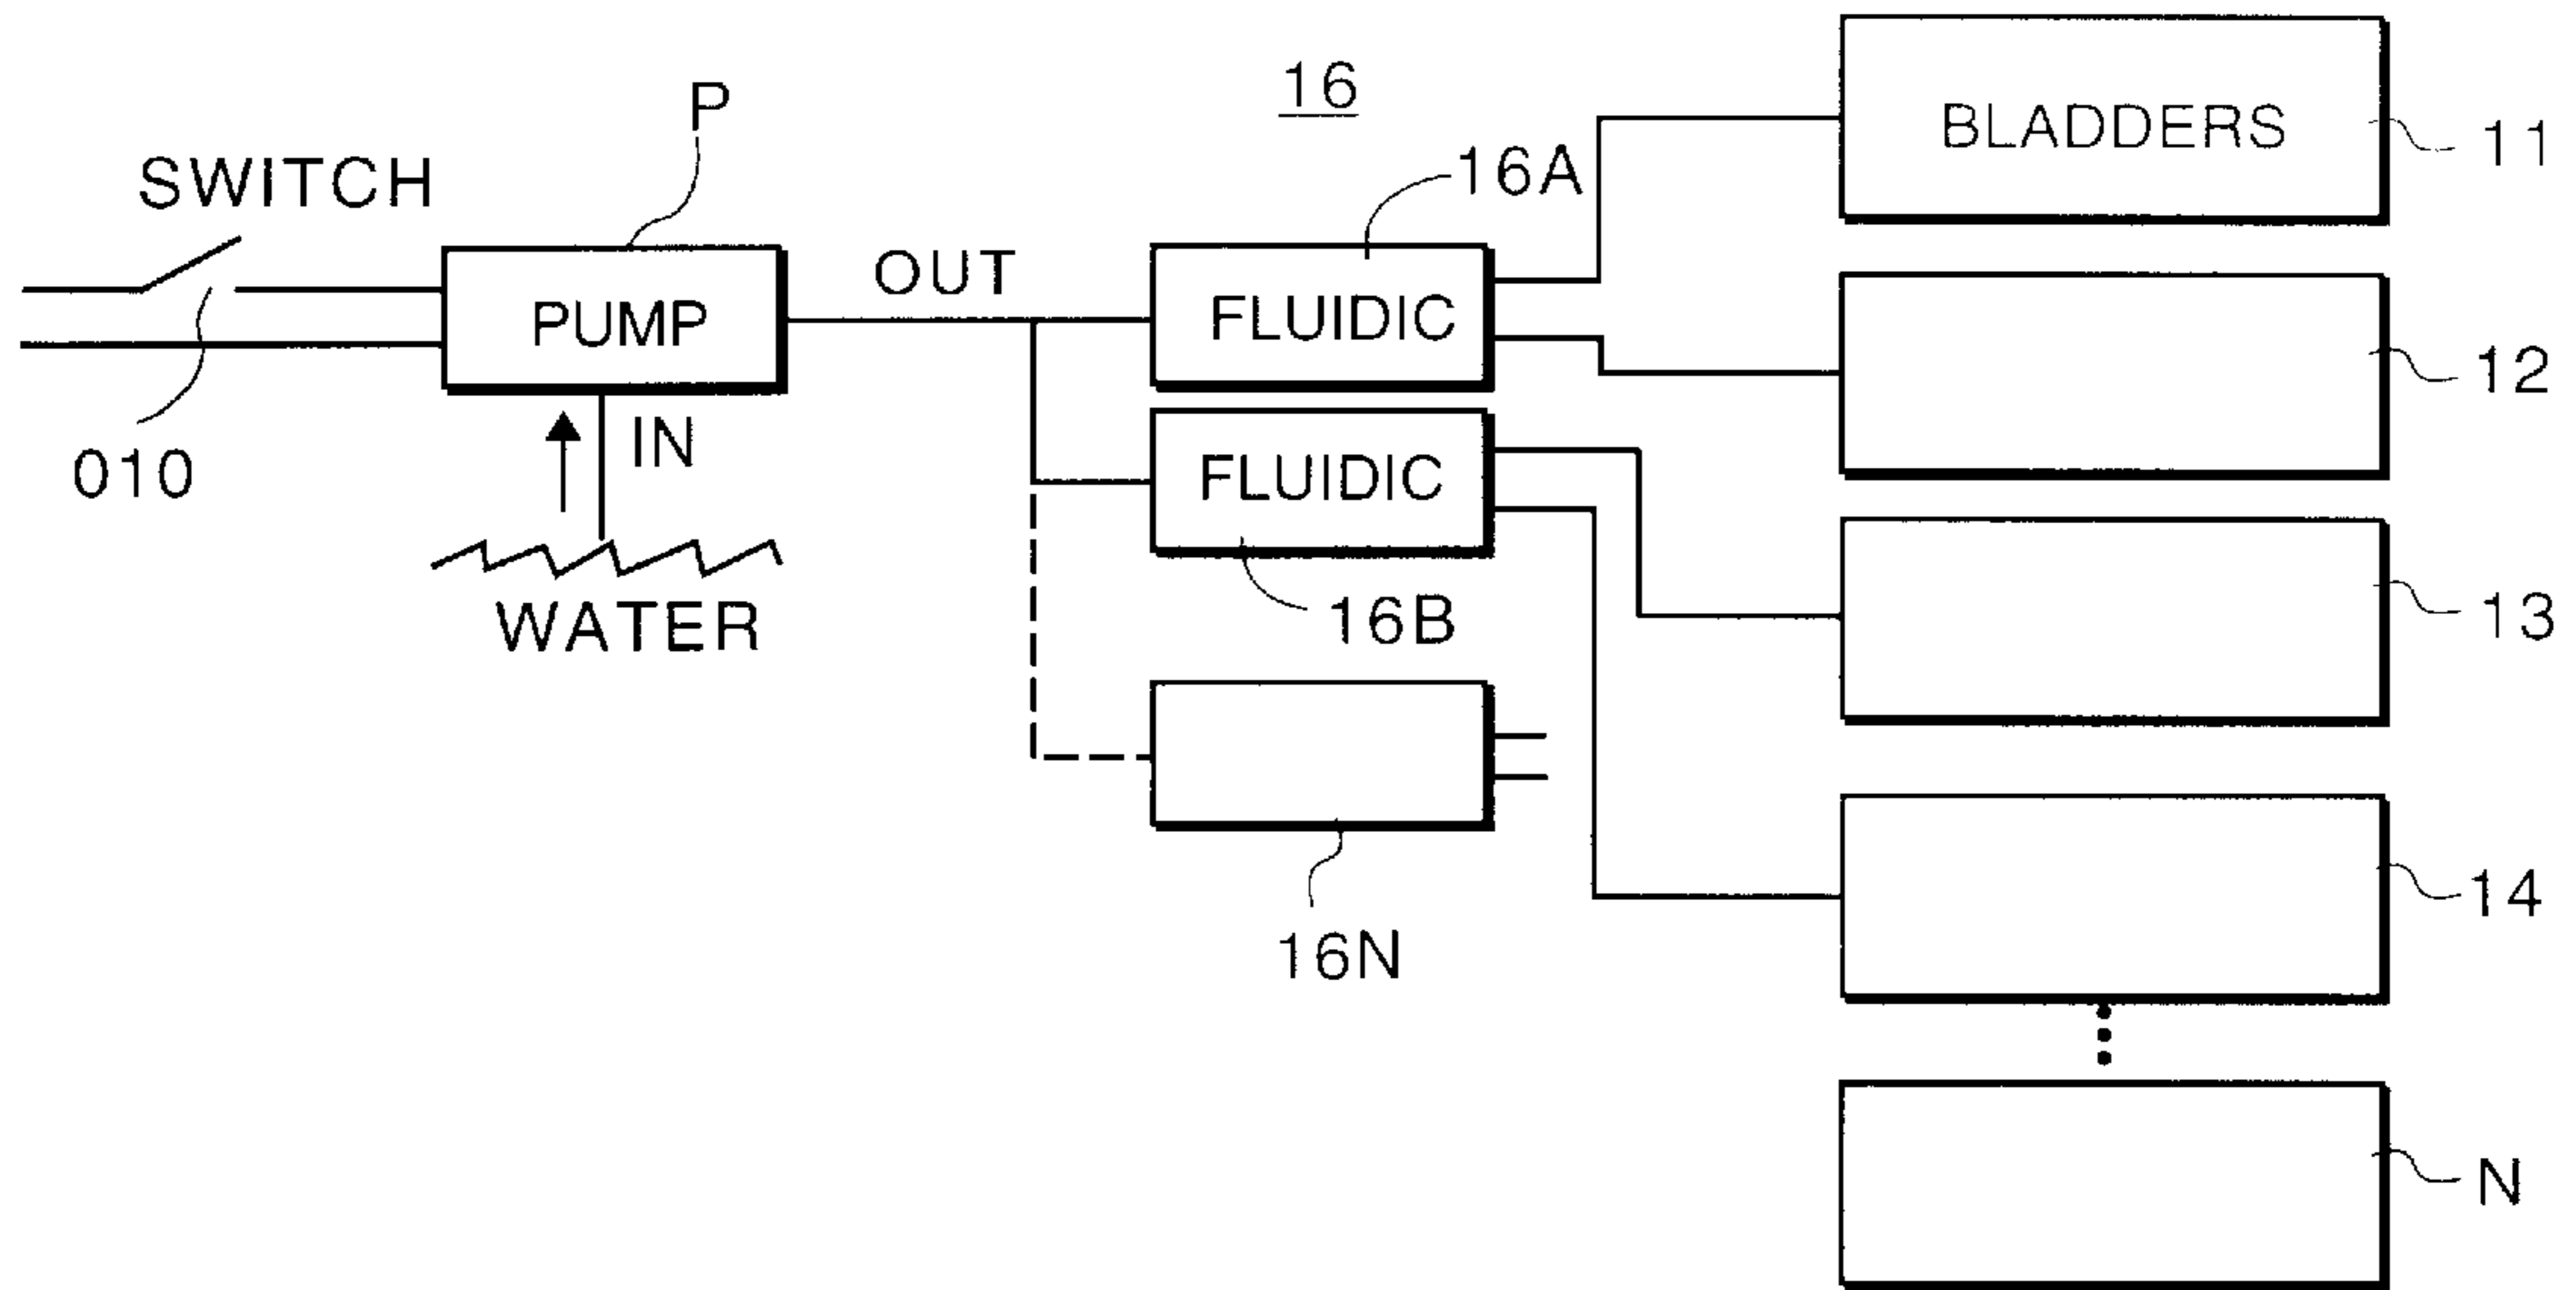 16
P
BLADDERS
11
SWITCH
16A
OUT
PUMP
FLUIDIC
12
IN
010
FLUIDIC
WATER
16B
13
14
16N
N